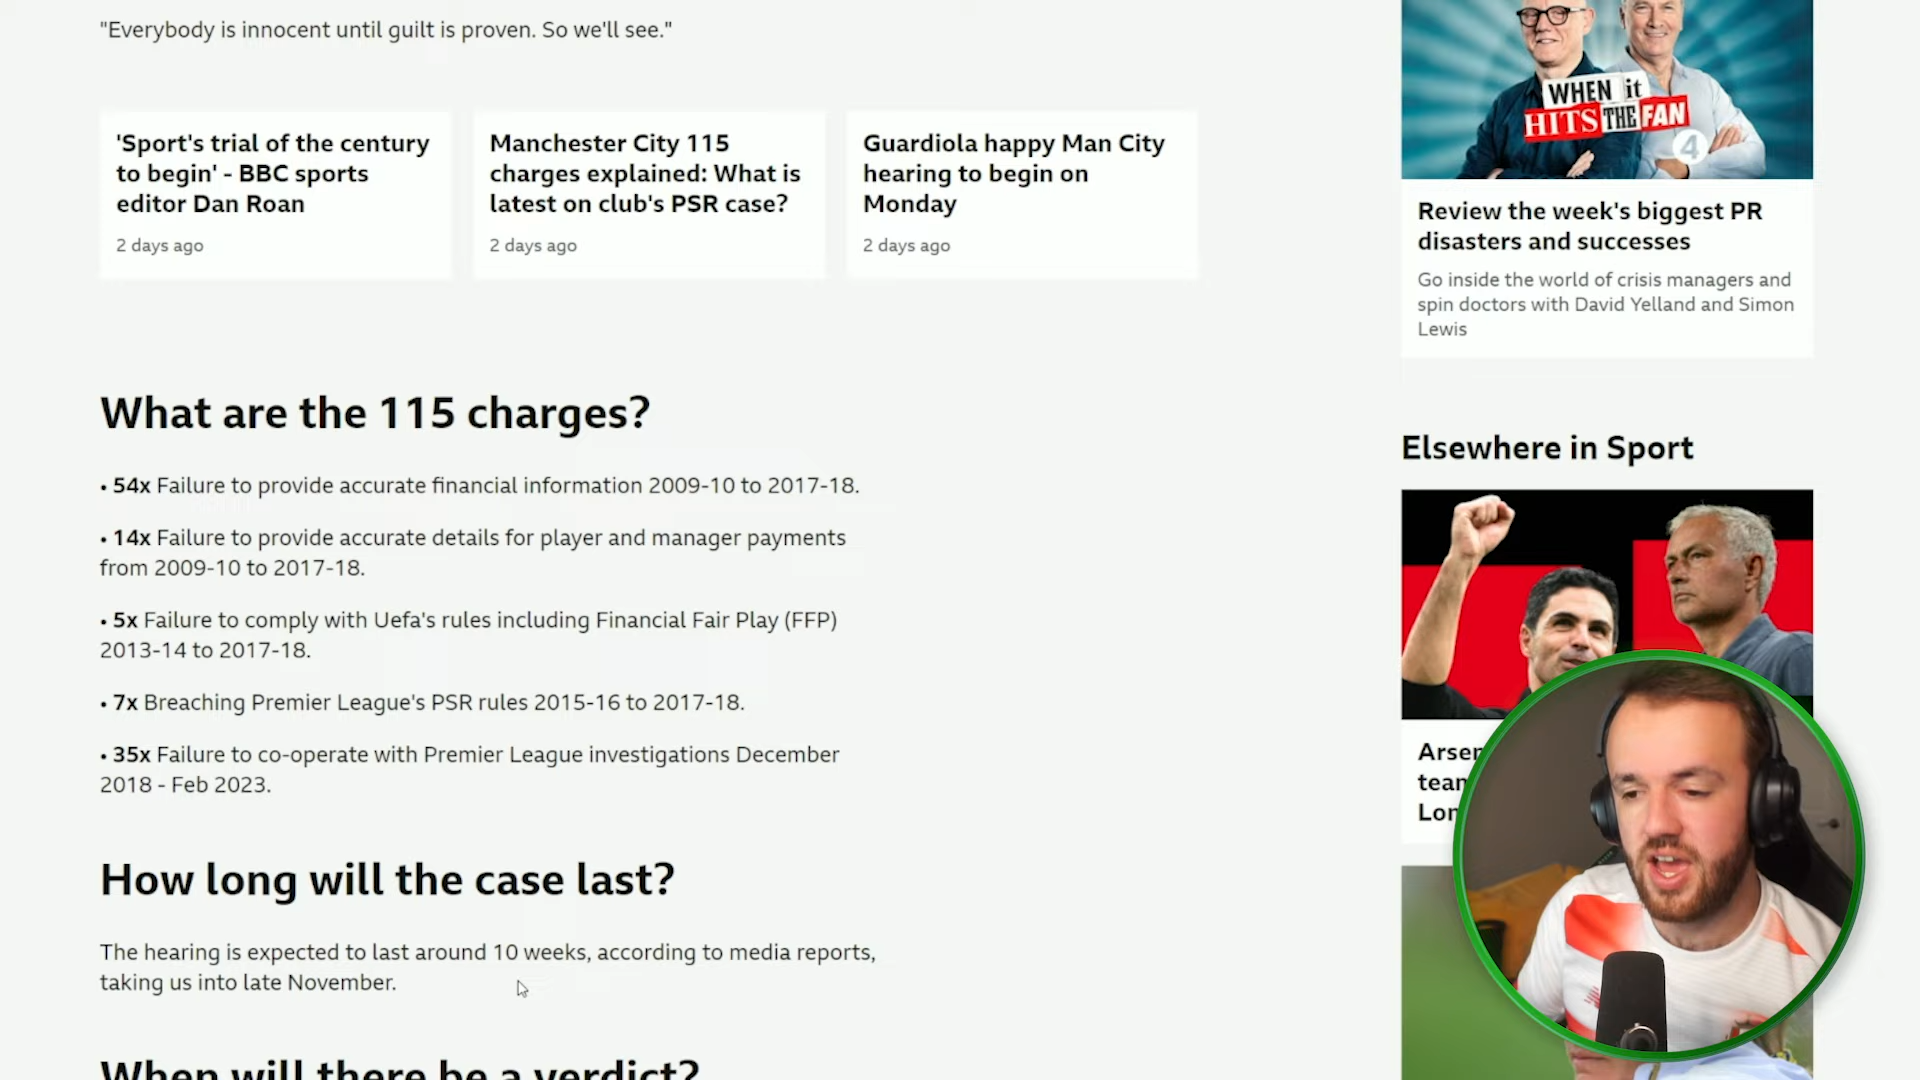 "Everybody is innocent until guilt is proven. So we'll see."
'Sport's trial of the century
to begin' - BBC sports
editor Dan Roan
2 days ago
Manchester City 115
charges explained: What is
latest on club's PSR case?
2 days ago
Guardiola happy Man City
hearing to begin on
Monday
2 days ago
What are the 115 charges?
• 54x Failure to provide accurate financial information 2009-10 to 2017-18.
• 14x Failure to provide accurate details for player and manager payments
from 2009-10 to 2017-18.
• 5x Failure to comply with Uefa's rules including Financial Fair Play (FFP)
2013-14 to 2017-18.
• 7x Breaching Premier League's PSR rules 2015-16 to 2017-18.
• 35x Failure to co-operate with Premier League investigations December
2018 - Feb 2023.
How long will the case last?
The hearing is expected to last around 10 weeks, according to media reports,
taking us into late November.
When will there be a verdict?
WHEN it
HITS THE FAN
4
Review the week's biggest PR
disasters and successes
Go inside the world of crisis managers and
spin doctors with David Yelland and Simon
Lewis
Elsewhere in Sport